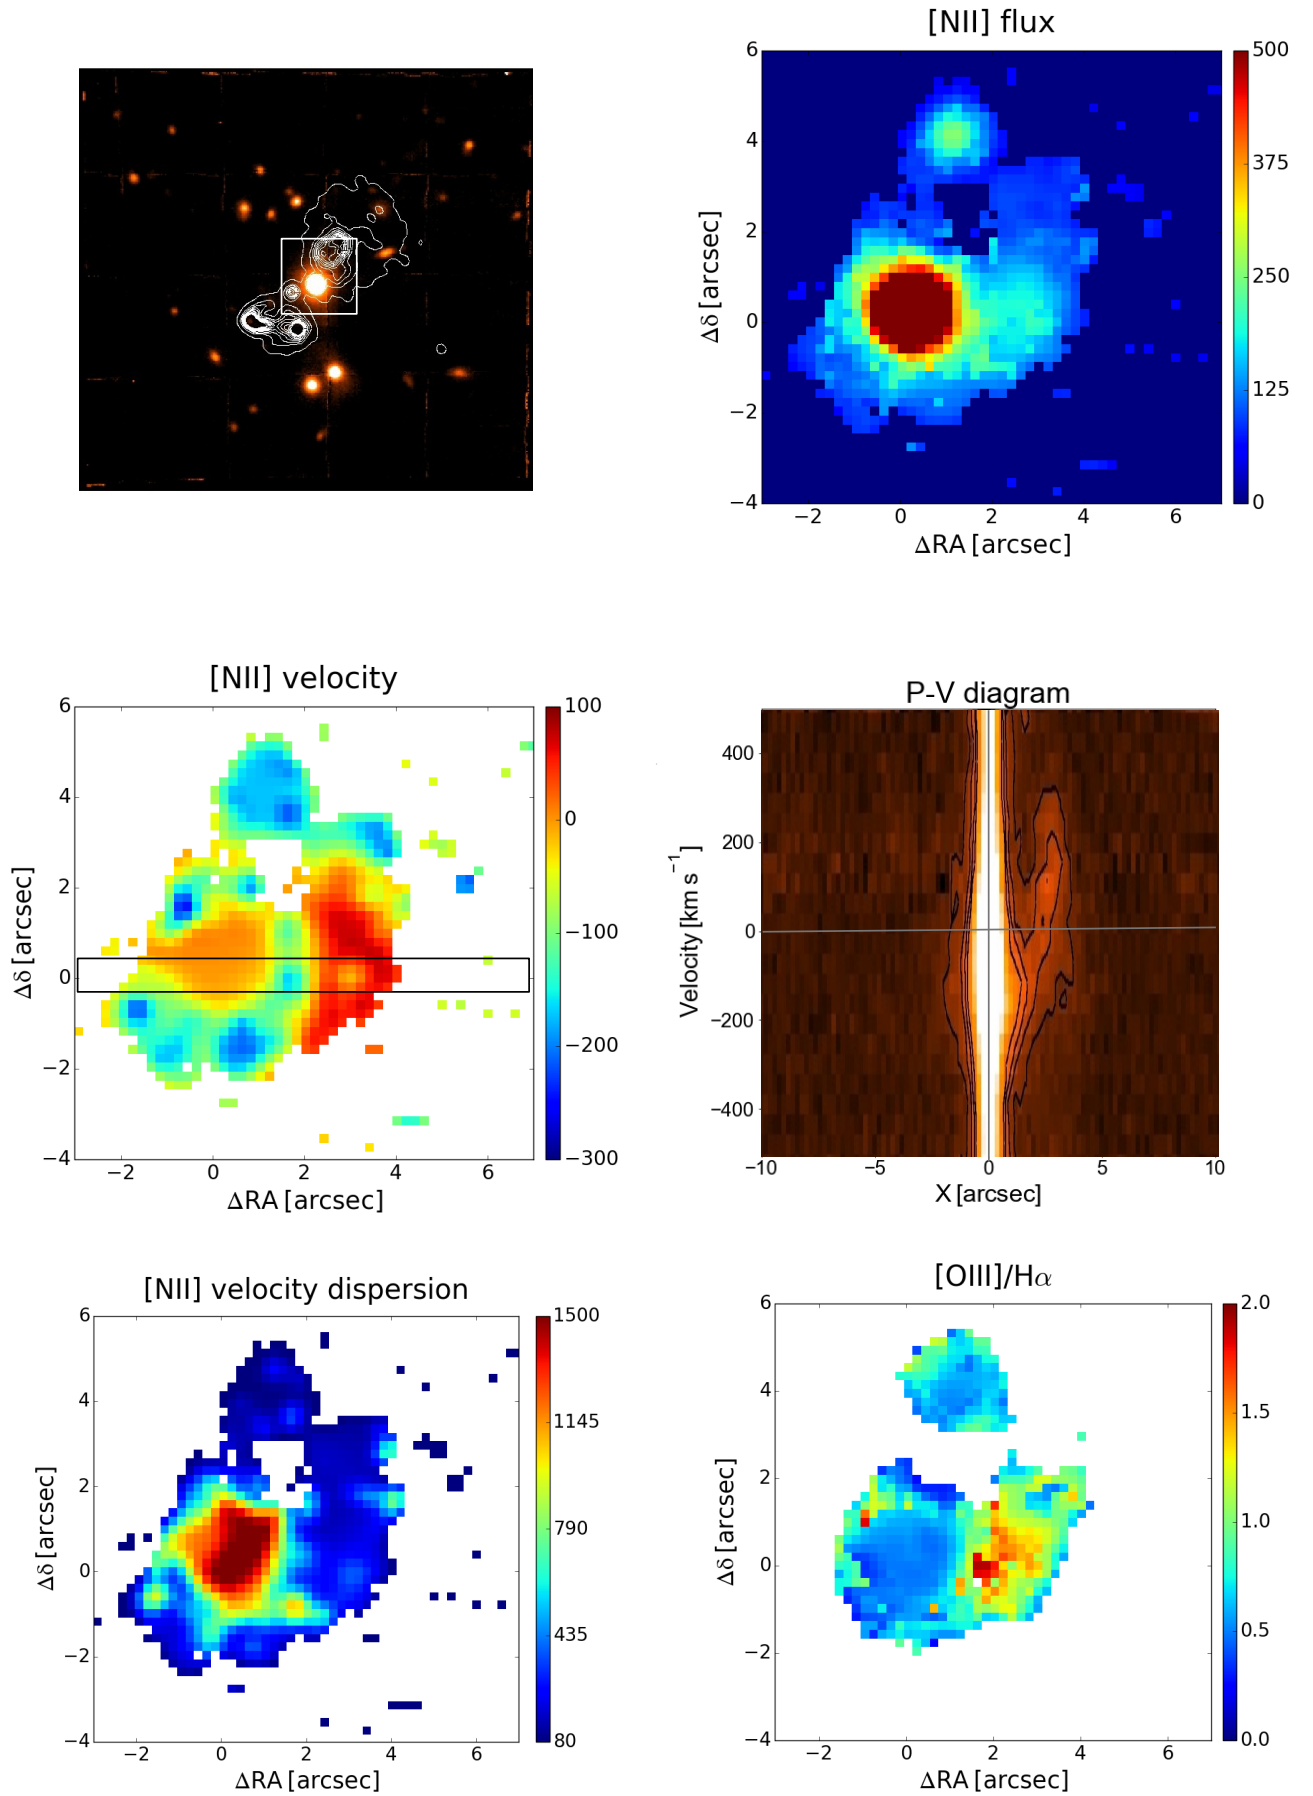 [NII] flux
6
4
2
0
−2
−4
Δδ [arcsec]
−2 0 2 4 6
ΔRA [arcsec]
500
375
250
125
0
[NII] velocity
6
4
2
0
−2
−4
Δδ [arcsec]
−2 0 2 4 6
ΔRA [arcsec]
100
0
−100
−200
−300
P-V diagram
400
200
0
−200
−400
Velocity [km s⁻¹]
−10 −5 0 5 10
X [arcsec]
[NII] velocity dispersion
6
4
2
0
−2
−4
Δδ [arcsec]
−2 0 2 4 6
ΔRA [arcsec]
1500
1145
790
435
80
[OIII]/Hα
6
4
2
0
−2
−4
Δδ [arcsec]
−2 0 2 4 6
ΔRA [arcsec]
2.0
1.5
1.0
0.5
0.0